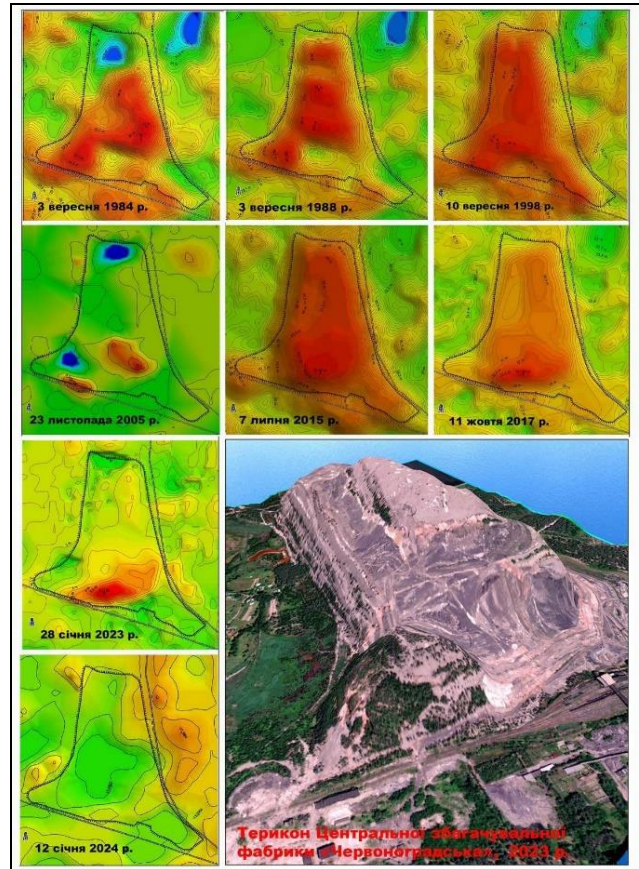 3 вересня 1984 р.
3 вересня 1988 р.
10 вересня 1998 р.
23 листопада 2005 р.
7 липня 2015 р.
11 жовтя 2017 р.
28 січня 2023 р.
12 січня 2024 р.
Терикон Центральної збагачувальної
фабрики «Червоноградська», 2023 р.